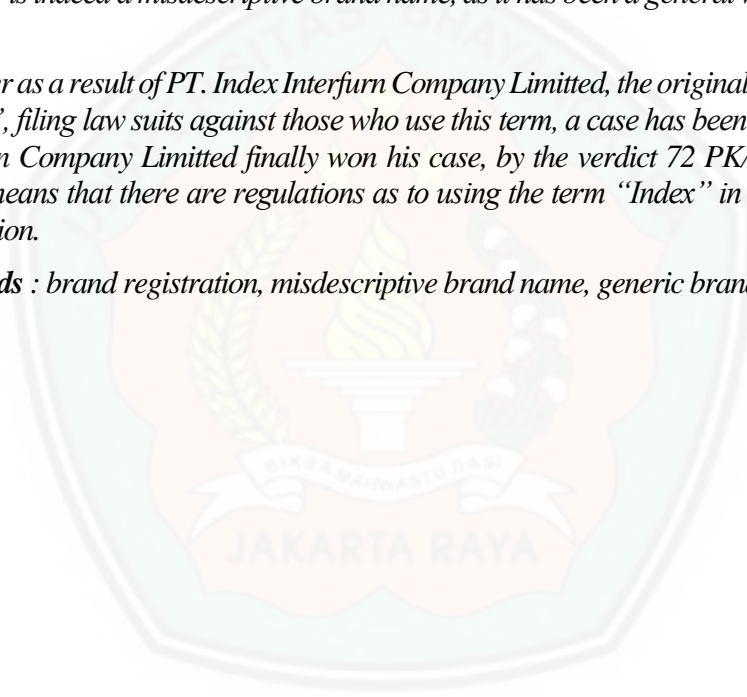 is indeed a misdescriptive brand name, as it has been a general
er as a result of PT. Index Interfurn Company Limitted, the original
”, filing law suits against those who use this term, a case has been
n Company Limitted finally won his case, by the verdict 72 PK/
means that there are regulations as to using the term “Index” in
ion.
ds : brand registration, misdescriptive brand name, generic bran
BIKSA MAHWASTU DASI
JAKARTA RAYA